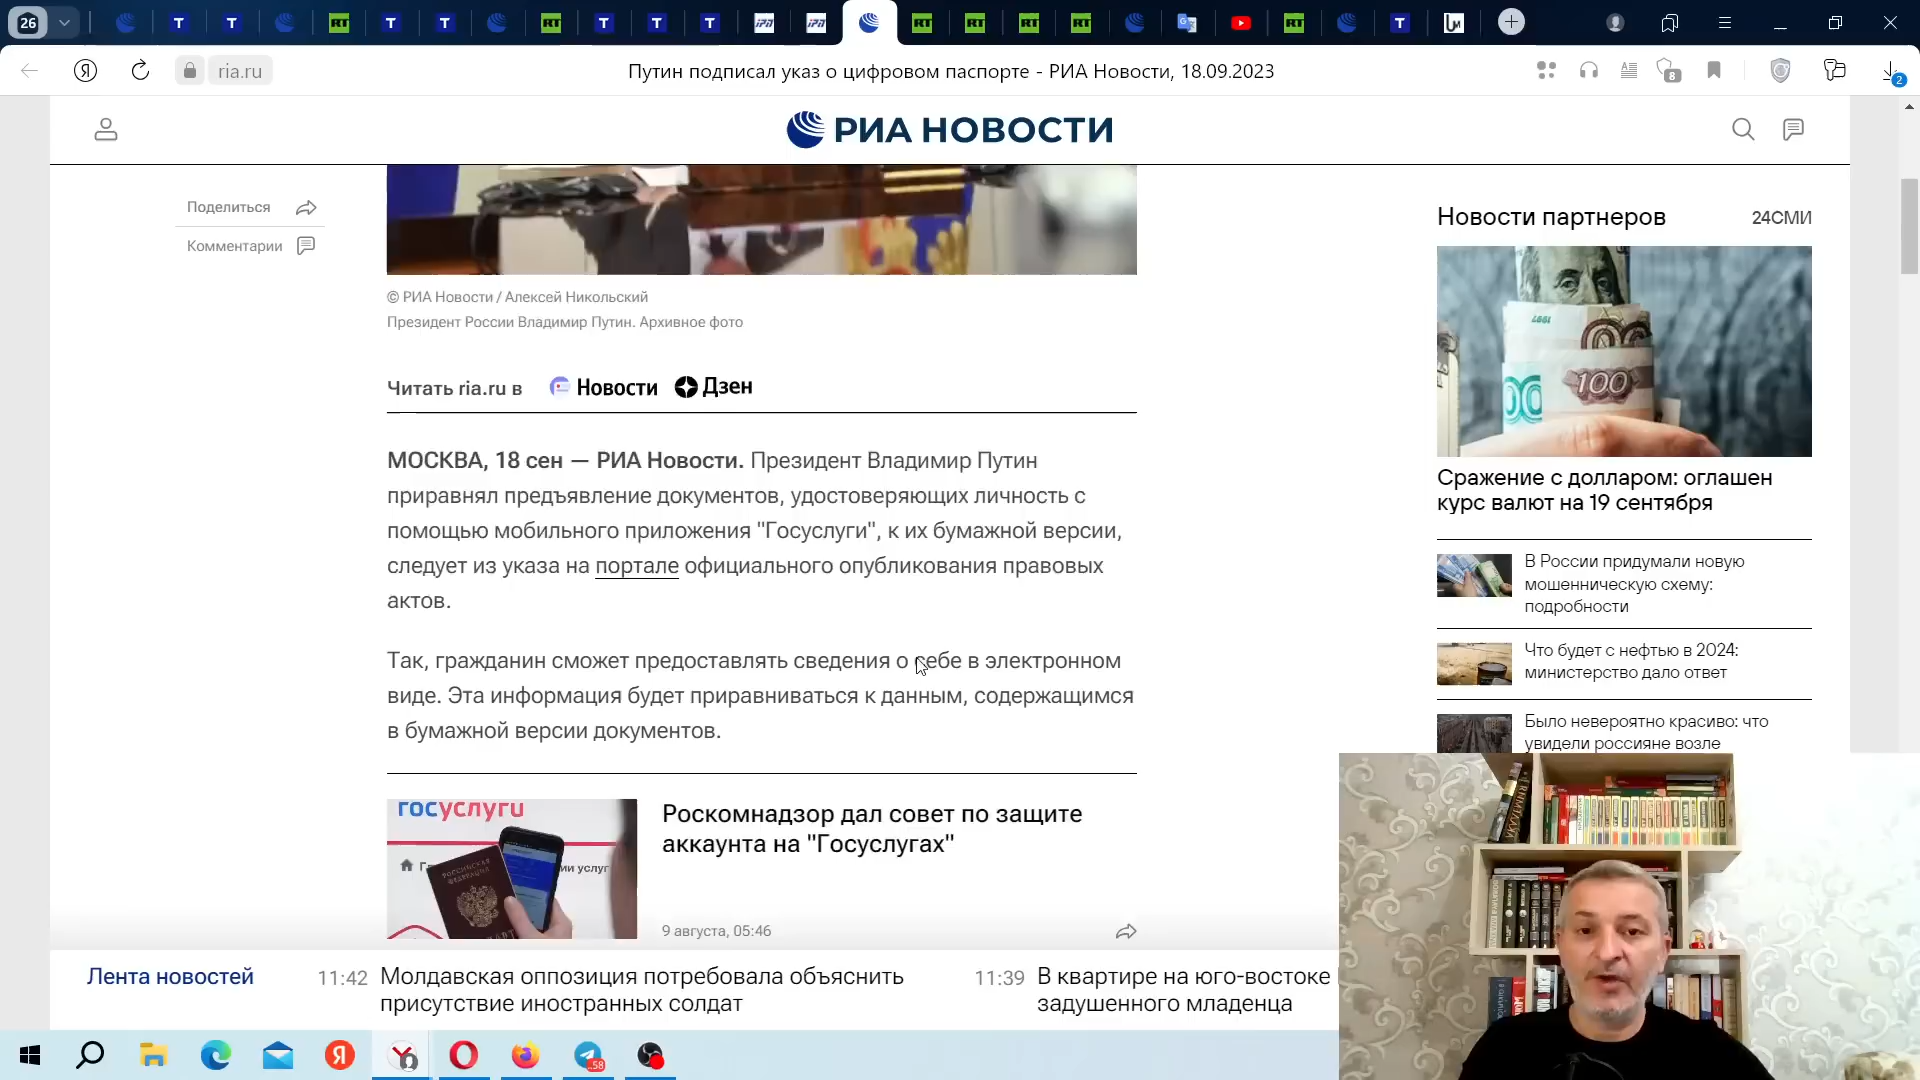 26
ria.ru
Путин подписал указ о цифровом паспорте - РИА Новости, 18.09.2023
8
2
РИА НОВОСТИ
Поделиться
Комментарии
© РИА Новости / Алексей Никольский
Президент России Владимир Путин. Архивное фото
Читать ria.ru в Новости Дзен
МОСКВА, 18 сен — РИА Новости. Президент Владимир Путин
приравнял предъявление документов, удостоверяющих личность с
помощью мобильного приложения "Госуслуги", к их бумажной версии,
следует из указа на портале официального опубликования правовых
актов.
Так, гражданин сможет предоставлять сведения о себе в электронном
виде. Эта информация будет приравниваться к данным, содержащимся
в бумажной версии документов.
госуслуги
РОССИЙСКАЯ
ФЕДЕРАЦИЯ
Роскомнадзор дал совет по защите
аккаунта на "Госуслугах"
9 августа, 05:46
Новости партнеров 24СМИ
100
Сражение с долларом: оглашен
курс валют на 19 сентября
В России придумали новую
мошенническую схему:
подробности
Что будет с нефтью в 2024:
министерство дало ответ
Было невероятно красиво: что
увидели россияне возле
Лента новостей
11:42 Молдавская оппозиция потребовала объяснить
присутствие иностранных солдат
11:39 В квартире на юго-востоке
задушенного младенца
58